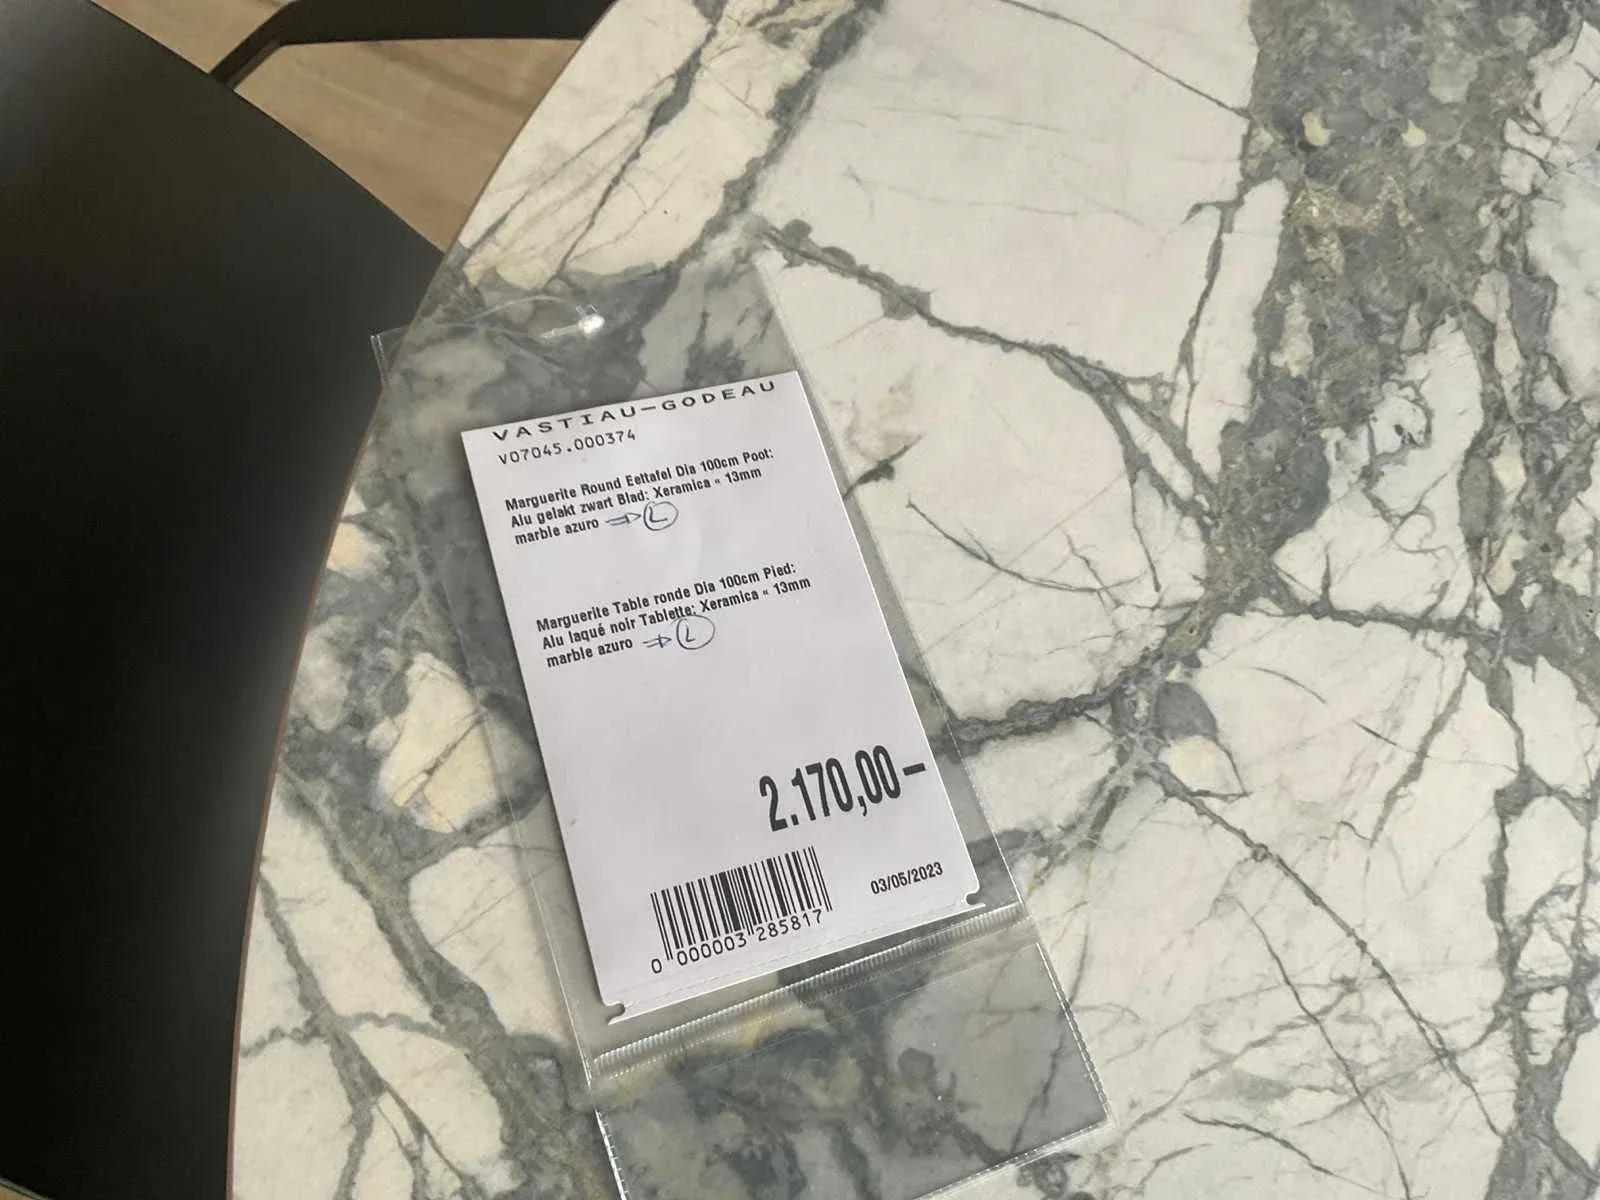 VASTIAU-GODEAU
V07045.000374
Marguerite Round Eettafel Dia 100cm Poot:
Alu gelakt zwart Blad: Xeramica « 13mm
marble azuro ⇒ L
Marguerite Table ronde Dia 100cm Pied:
Alu laqué noir Tablette: Xeramica « 13mm
marble azuro ⇒ L
2.170,00–
03/05/2023
0 000003 285817